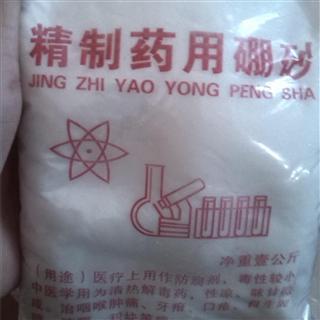 精制药用硼砂
JING ZHI YAO YONG PENG SHA
净重壹公斤
(用途)医疗上用作防腐剂,毒性较小
中医学用为清热解毒药,性凉、味甘咸
治咽喉肿痛、牙疳、口疮